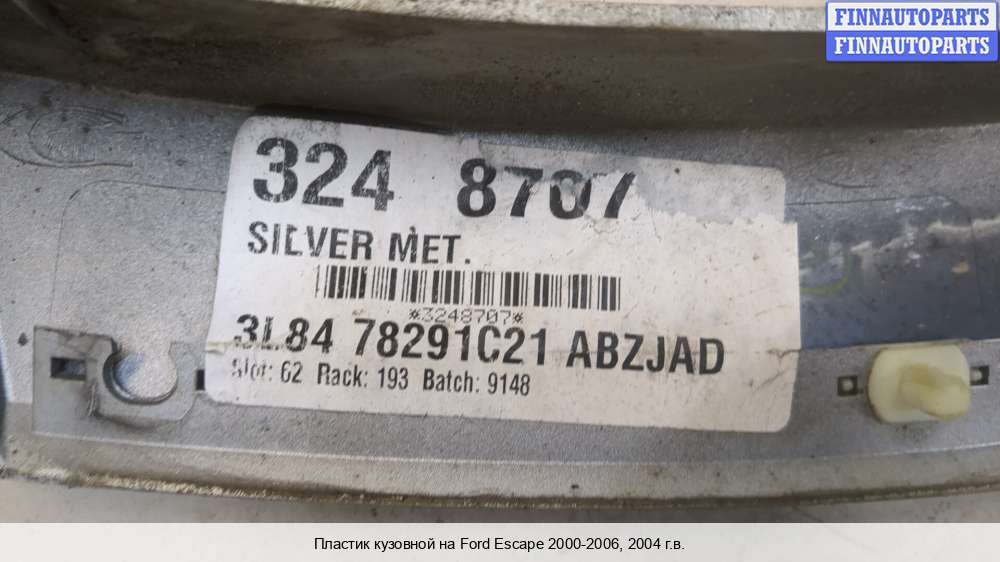 FINNAUTOPARTS
FINNAUTOPARTS
324 8707
SILVER MET.
*3248707*
3L84 78291C21 ABZJAD
Slot: 62 Rack: 193 Batch: 9148
Пластик кузовной на Ford Escape 2000-2006, 2004 г.в.